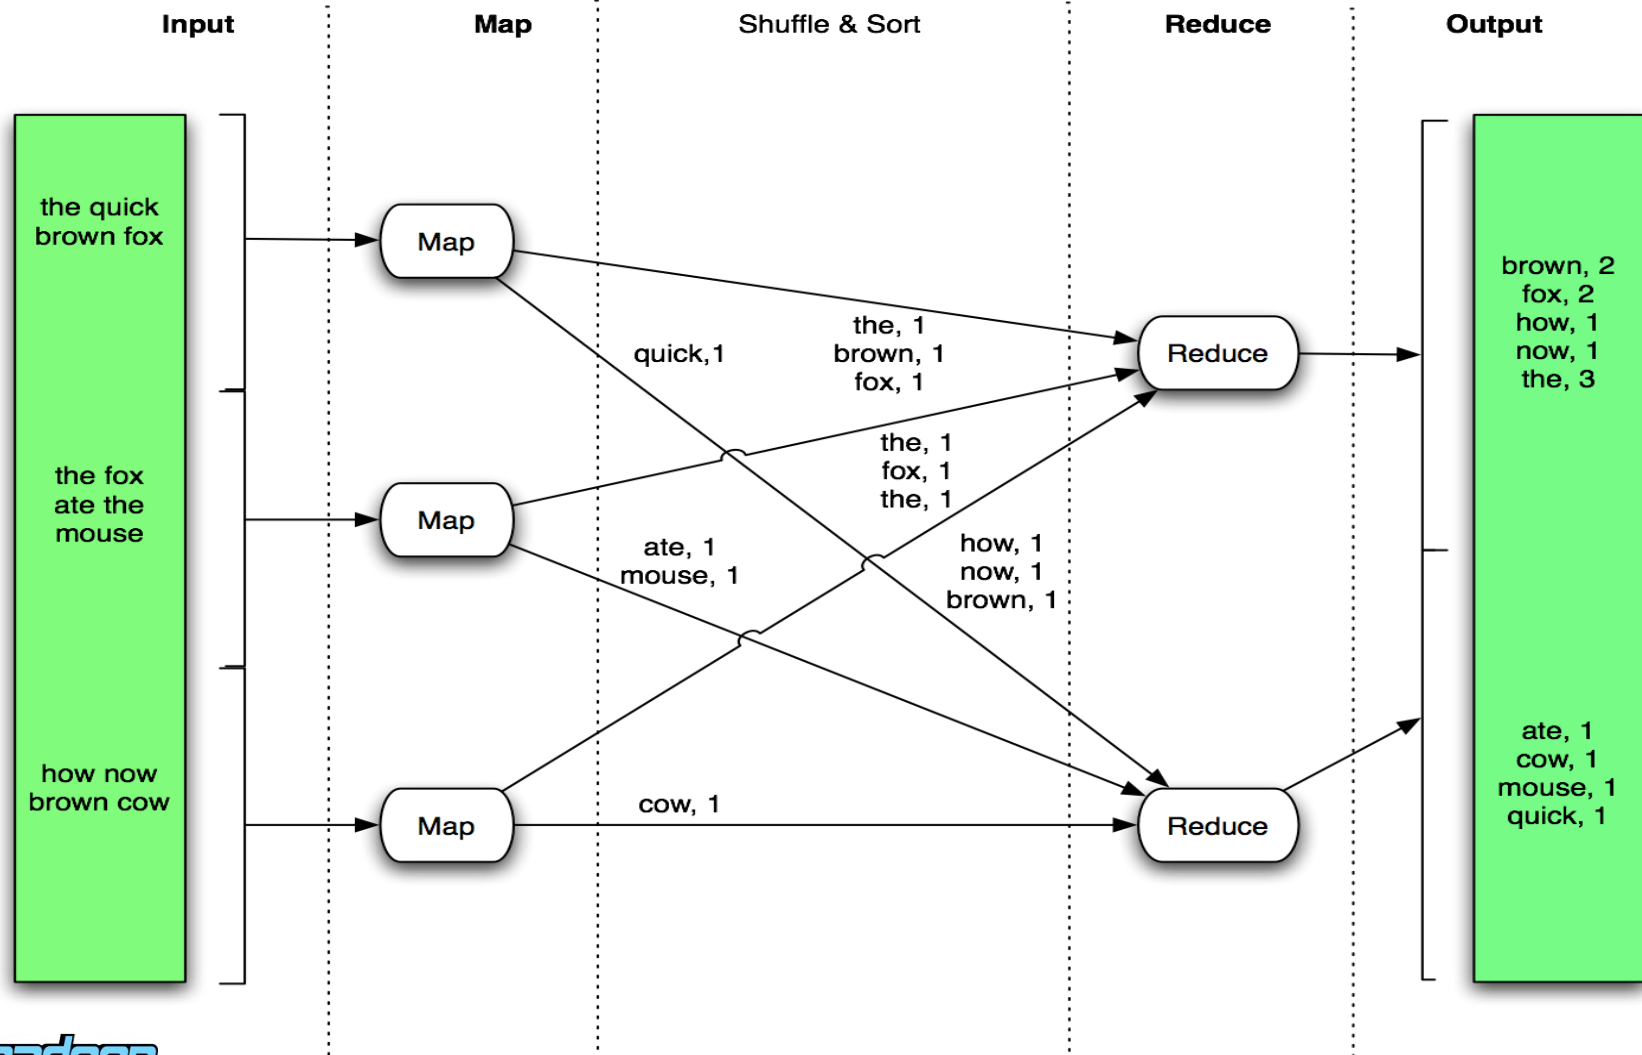 Input
Map
Shuffle & Sort
Reduce
Output
the quick
brown fox
the fox
ate the
mouse
how now
brown cow
Map
Map
Map
quick,1
the, 1
brown, 1
fox, 1
the, 1
fox, 1
the, 1
ate, 1
mouse, 1
how, 1
now, 1
brown, 1
cow, 1
Reduce
Reduce
brown, 2
fox, 2
how, 1
now, 1
the, 3
ate, 1
cow, 1
mouse, 1
quick, 1